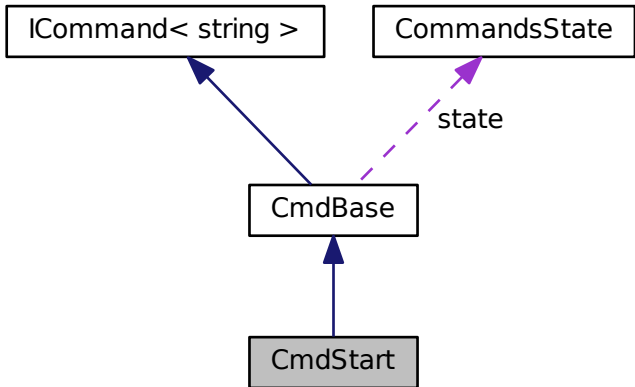 ICommand< string >
CommandsState
state
CmdBase
CmdStart